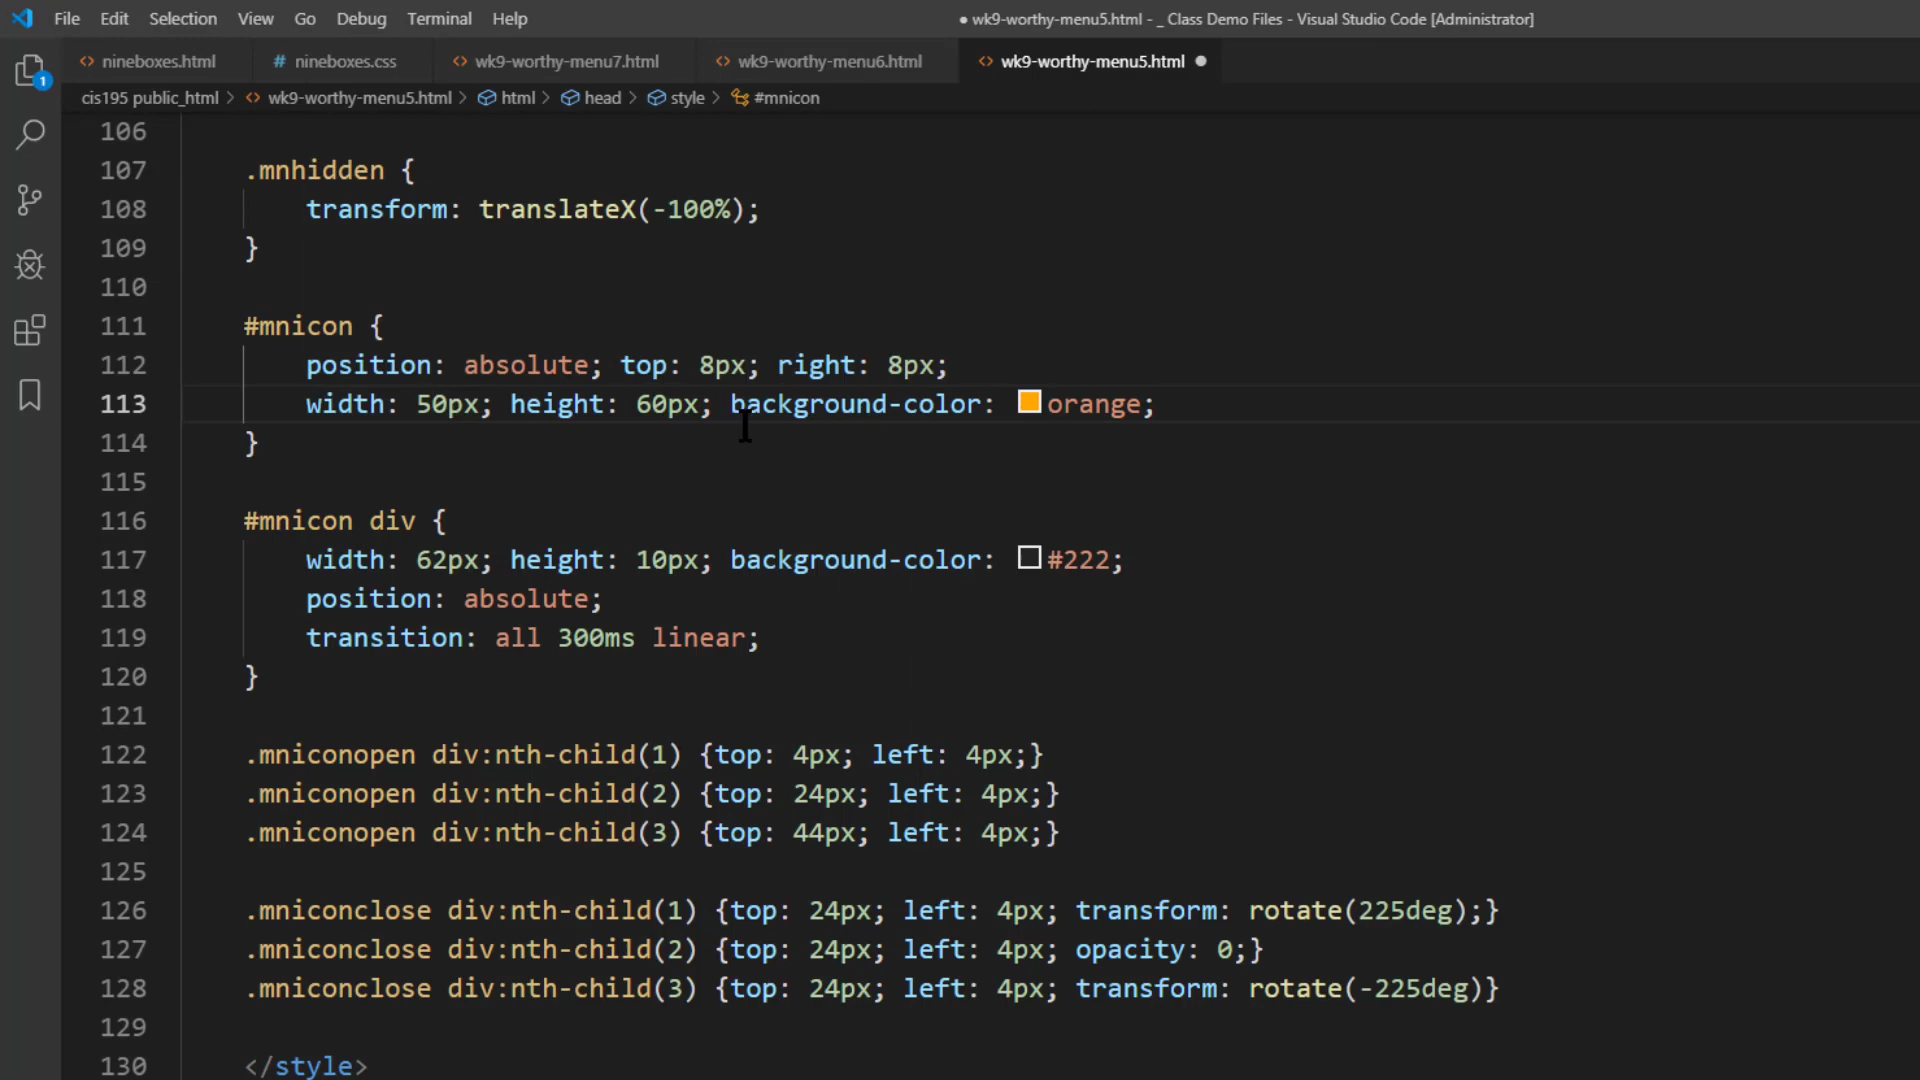 File Edit Selection View Go Debug Terminal Help
● wk9-worthy-menu5.html - _ Class Demo Files - Visual Studio Code [Administrator]
<> nineboxes.html # nineboxes.css <> wk9-worthy-menu7.html <> wk9-worthy-menu6.html <> wk9-worthy-menu5.html ●
1
cis195 public_html > <> wk9-worthy-menu5.html > html > head > style > #mnicon
106
107 .mnhidden {
108 transform: translateX(-100%);
109 }
110
111 #mnicon {
112 position: absolute; top: 8px; right: 8px;
113 width: 50px; height: 60px; background-color: orange;
114 }
115
116 #mnicon div {
117 width: 62px; height: 10px; background-color: #222;
118 position: absolute;
119 transition: all 300ms linear;
120 }
121
122 .mniconopen div:nth-child(1) {top: 4px; left: 4px;}
123 .mniconopen div:nth-child(2) {top: 24px; left: 4px;}
124 .mniconopen div:nth-child(3) {top: 44px; left: 4px;}
125
126 .mniconclose div:nth-child(1) {top: 24px; left: 4px; transform: rotate(225deg);}
127 .mniconclose div:nth-child(2) {top: 24px; left: 4px; opacity: 0;}
128 .mniconclose div:nth-child(3) {top: 24px; left: 4px; transform: rotate(-225deg)}
129
130 </style>